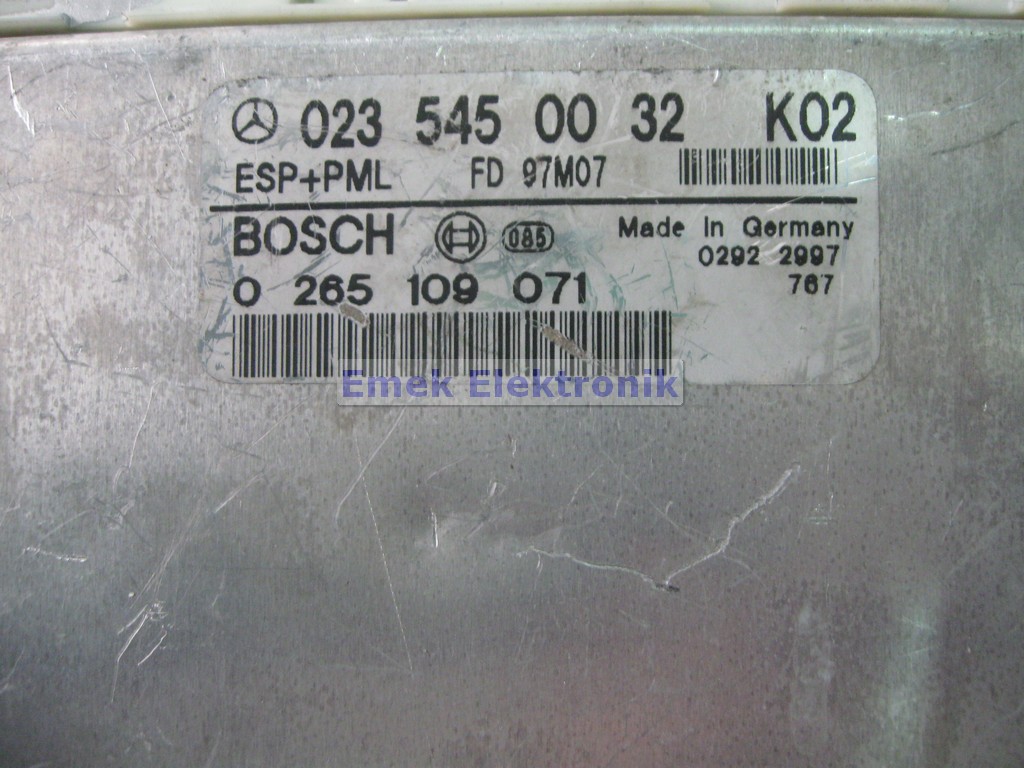 023 545 00 32 K02
ESP+PML FD 97M07
BOSCH 085 Made In Germany
0292 2997
0 265 109 071 767
Emek Elektronik